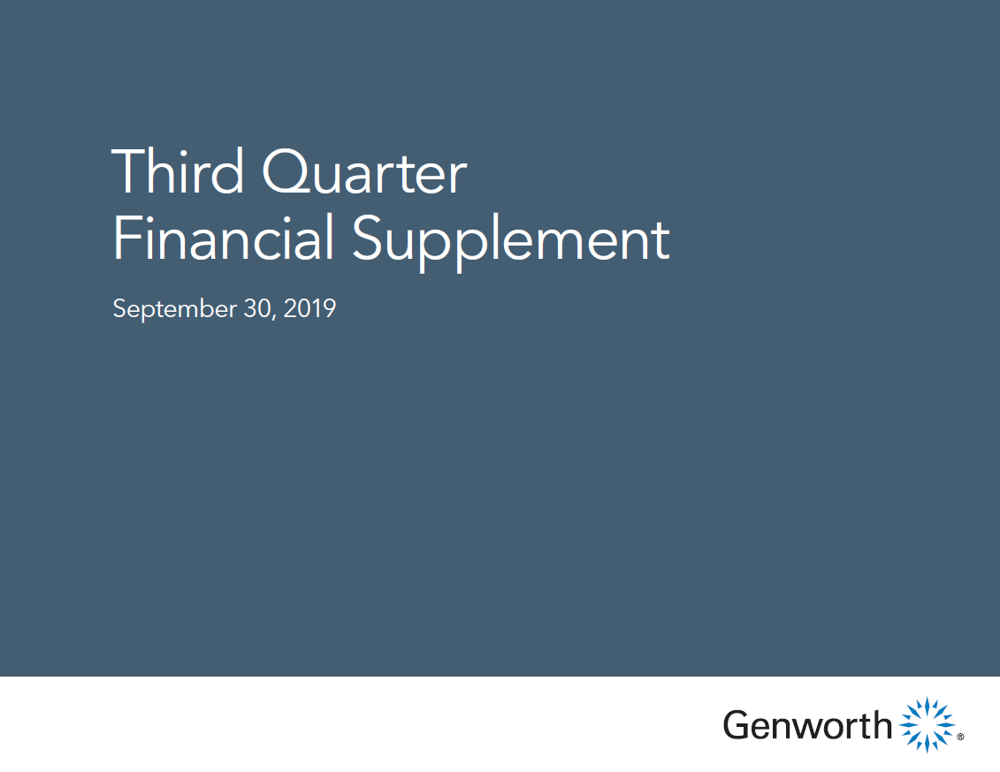 Third Quarter
Financial Supplement
September 30, 2019
Genworth ®